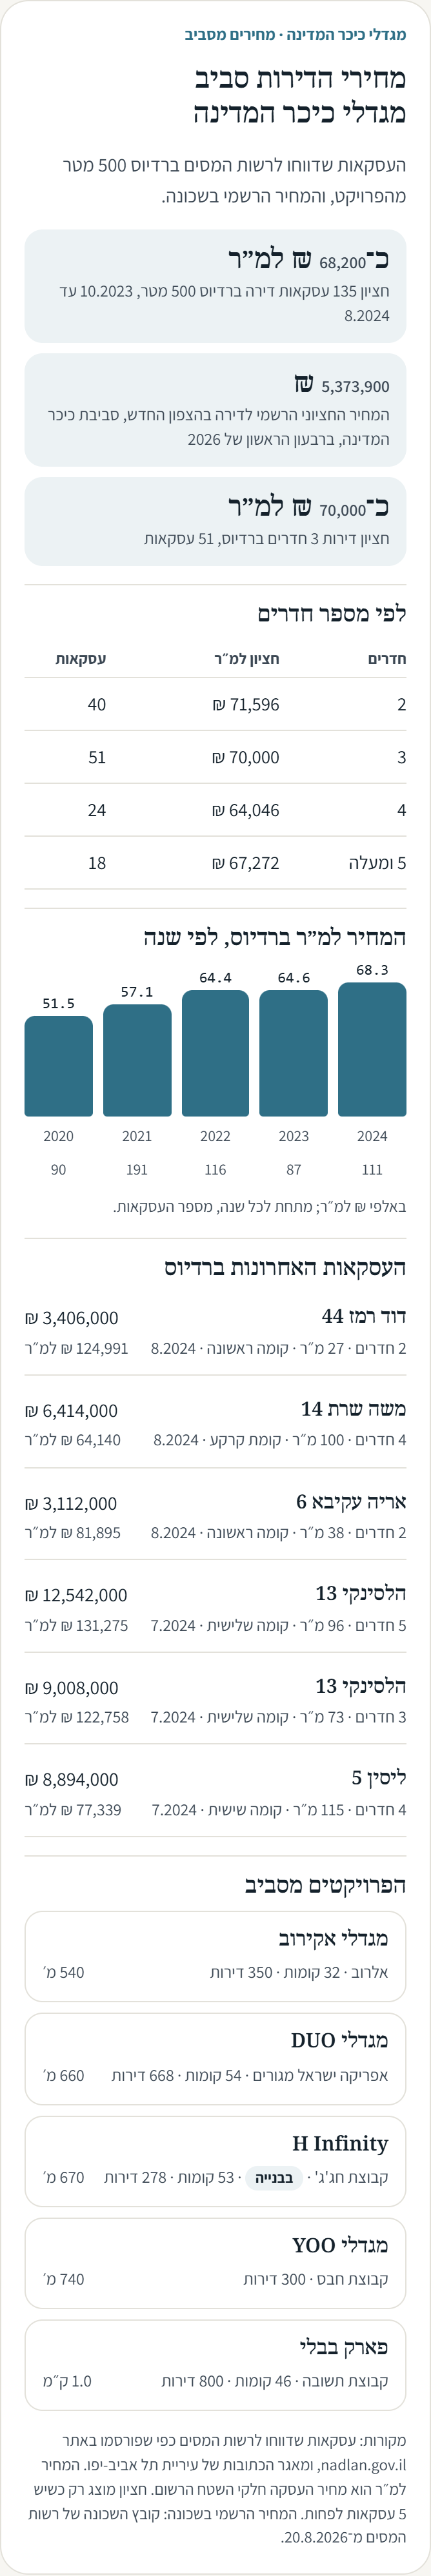 מגדלי כיכר המדינה · מחירים מסביב
מחירי הדירות סביב
מגדלי כיכר המדינה
העסקאות שדווחו לרשות המסים ברדיוס 500 מטר
מהפרויקט, והמחיר הרשמי בשכונה.
כ־68,200 ₪ למ״ר
חציון 135 עסקאות דירה ברדיוס 500 מטר, 10.2023 עד
8.2024
5,373,900 ₪
המחיר החציוני הרשמי לדירה בהצפון החדש, סביבת כיכר
המדינה, ברבעון הראשון של 2026
כ־70,000 ₪ למ״ר
חציון דירות 3 חדרים ברדיוס, 51 עסקאות
לפי מספר חדרים
חדרים חציון למ״ר עסקאות
2 71,596 ₪ 40
3 70,000 ₪ 51
4 64,046 ₪ 24
5 ומעלה 67,272 ₪ 18
המחיר למ״ר ברדיוס, לפי שנה
68.3 64.6 64.4 57.1 51.5
2024 2023 2022 2021 2020
111 87 116 191 90
באלפי ₪ למ״ר; מתחת לכל שנה, מספר העסקאות.
העסקאות האחרונות ברדיוס
דוד רמז 44 3,406,000 ₪
2 חדרים · 27 מ״ר · קומה ראשונה · 8.2024 124,991 ₪ למ״ר
משה שרת 14 6,414,000 ₪
4 חדרים · 100 מ״ר · קומת קרקע · 8.2024 64,140 ₪ למ״ר
אריה עקיבא 6 3,112,000 ₪
2 חדרים · 38 מ״ר · קומה ראשונה · 8.2024 81,895 ₪ למ״ר
הלסינקי 13 12,542,000 ₪
5 חדרים · 96 מ״ר · קומה שלישית · 7.2024 131,275 ₪ למ״ר
הלסינקי 13 9,008,000 ₪
3 חדרים · 73 מ״ר · קומה שלישית · 7.2024 122,758 ₪ למ״ר
ליסין 5 8,894,000 ₪
4 חדרים · 115 מ״ר · קומה שישית · 7.2024 77,339 ₪ למ״ר
הפרויקטים מסביב
מגדלי אקירוב
אלרוב · 32 קומות · 350 דירות 540 מ׳
מגדלי DUO
אפריקה ישראל מגורים · 54 קומות · 668 דירות 660 מ׳
H Infinity
קבוצת חג'ג' · בבנייה · 53 קומות · 278 דירות 670 מ׳
מגדלי YOO
קבוצת חבס · 300 דירות 740 מ׳
פארק בבלי
קבוצת תשובה · 46 קומות · 800 דירות 1.0 ק״מ
מקורות: עסקאות שדווחו לרשות המסים כפי שפורסמו באתר
nadlan.gov.il, ומאגר הכתובות של עיריית תל אביב-יפו. המחיר
למ״ר הוא מחיר העסקה חלקי השטח הרשום. חציון מוצג רק כשיש
5 עסקאות לפחות. המחיר הרשמי בשכונה: קובץ השכונה של רשות
המסים מ־20.8.2026.